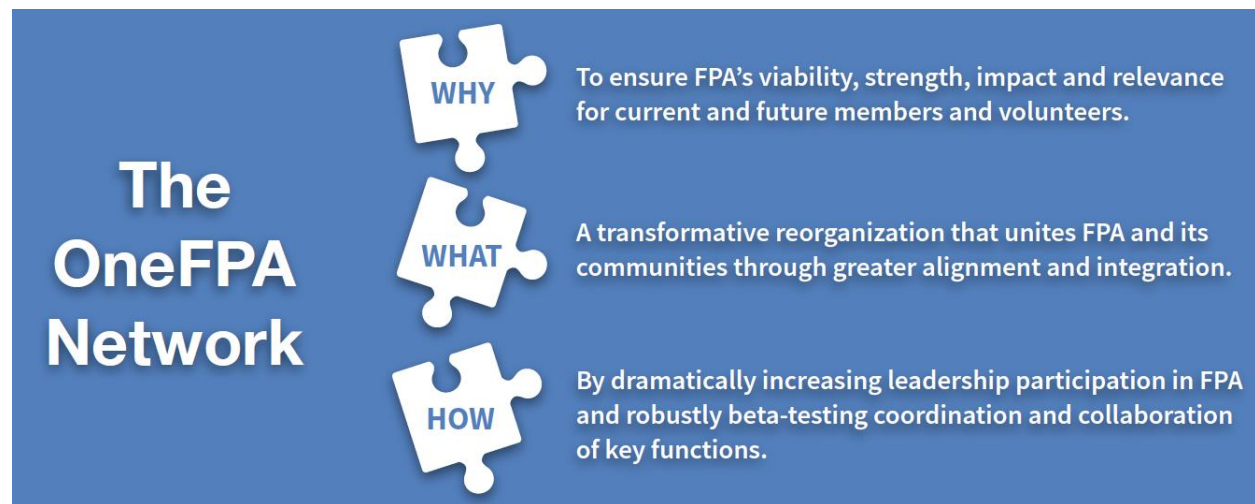 The
OneFPA
Network
WHY
To ensure FPA's viability, strength, impact and relevance
for current and future members and volunteers.
WHAT
A transformative reorganization that unites FPA and its
communities through greater alignment and integration.
HOW
By dramatically increasing leadership participation in FPA
and robustly beta-testing coordination and collaboration
of key functions.